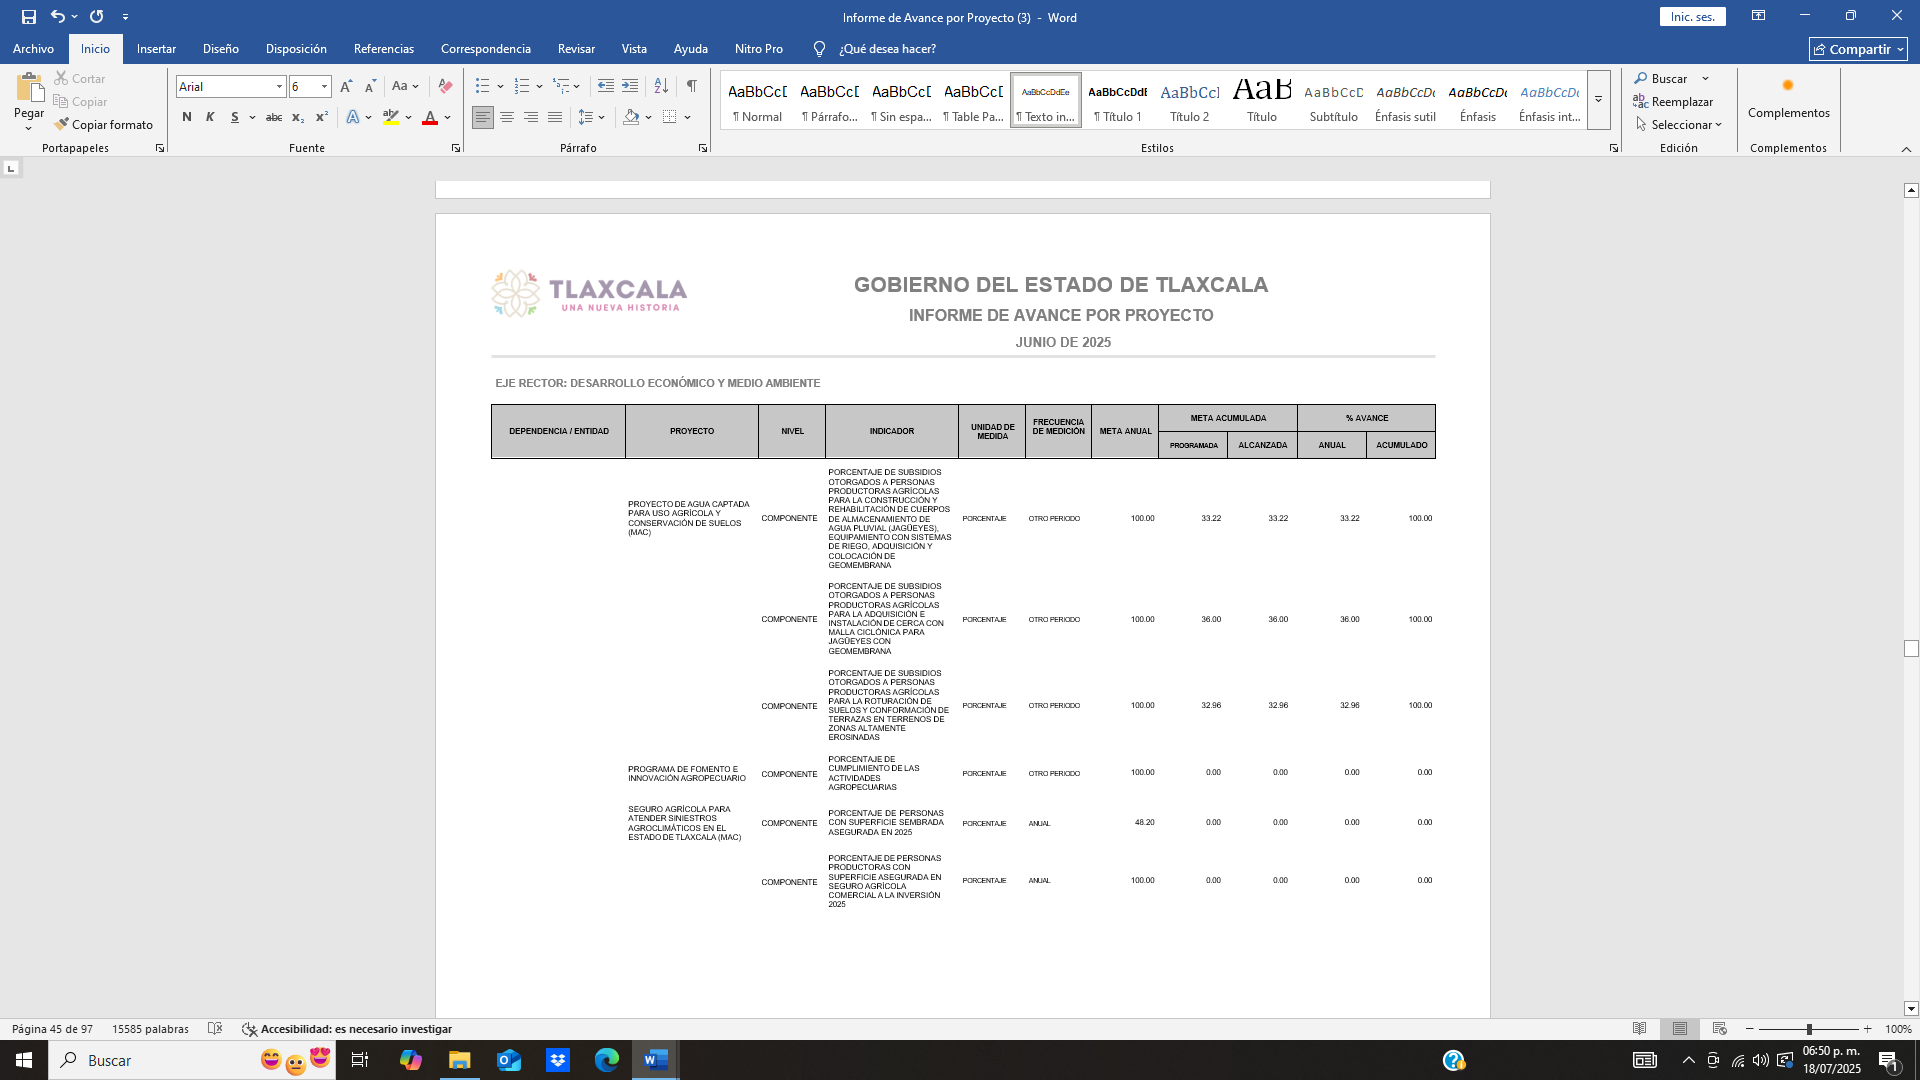 Informe de Avance por Proyecto (3) - Word
Inic. ses.
Archivo Inicio Insertar Diseño Disposición Referencias Correspondencia Revisar Vista Ayuda Nitro Pro ¿Qué desea hacer? Compartir
Pegar
Cortar
Copiar
Copiar formato
Portapapeles
Arial 6
Fuente
Párrafo
AaBbCcDdEe
¶ Normal ¶ Párrafo... ¶ Sin espa... ¶ Table Pa... ¶ Texto in... ¶ Título 1 Título 2 Título Subtítulo Énfasis sutil Énfasis Énfasis int...
Estilos
Buscar
Reemplazar
Seleccionar
Edición
Complementos
Complementos
TLAXCALA
UNA NUEVA HISTORIA
GOBIERNO DEL ESTADO DE TLAXCALA
INFORME DE AVANCE POR PROYECTO
JUNIO DE 2025
EJE RECTOR: DESARROLLO ECONÓMICO Y MEDIO AMBIENTE
DEPENDENCIA / ENTIDAD
PROYECTO
NIVEL
INDICADOR
UNIDAD DE
MEDIDA
FRECUENCIA
DE MEDICIÓN
META ANUAL
META ACUMULADA
PROGRAMADA
ALCANZADA
% AVANCE
ANUAL
ACUMULADO
PROYECTO DE AGUA CAPTADA
PARA USO AGRÍCOLA Y
CONSERVACIÓN DE SUELOS
(MAC)
COMPONENTE
PORCENTAJE DE SUBSIDIOS
OTORGADOS A PERSONAS
PRODUCTORAS AGRÍCOLAS
PARA LA CONSTRUCCIÓN Y
REHABILITACIÓN DE CUERPOS
DE ALMACENAMIENTO DE
AGUA PLUVIAL (JAGÜEYES),
EQUIPAMIENTO CON SISTEMAS
DE RIEGO, ADQUISICIÓN Y
COLOCACIÓN DE
GEOMEMBRANA
PORCENTAJE OTRO PERIODO 100.00 33.22 33.22 33.22 100.00
COMPONENTE
PORCENTAJE DE SUBSIDIOS
OTORGADOS A PERSONAS
PRODUCTORAS AGRÍCOLAS
PARA LA ADQUISICIÓN E
INSTALACIÓN DE CERCA CON
MALLA CICLÓNICA PARA
JAGÜEYES CON
GEOMEMBRANA
PORCENTAJE OTRO PERIODO 100.00 36.00 36.00 36.00 100.00
COMPONENTE
PORCENTAJE DE SUBSIDIOS
OTORGADOS A PERSONAS
PRODUCTORAS AGRÍCOLAS
PARA LA ROTURACIÓN DE
SUELOS Y CONFORMACIÓN DE
TERRAZAS EN TERRENOS DE
ZONAS ALTAMENTE
EROSINADAS
PORCENTAJE OTRO PERIODO 100.00 32.96 32.96 32.96 100.00
PROGRAMA DE FOMENTO E
INNOVACIÓN AGROPECUARIO
COMPONENTE
PORCENTAJE DE
CUMPLIMIENTO DE LAS
ACTIVIDADES
AGROPECUARIAS
PORCENTAJE OTRO PERIODO 100.00 0.00 0.00 0.00 0.00
SEGURO AGRÍCOLA PARA
ATENDER SINIESTROS
AGROCLIMÁTICOS EN EL
ESTADO DE TLAXCALA (MAC)
COMPONENTE
PORCENTAJE DE PERSONAS
CON SUPERFICIE SEMBRADA
ASEGURADA EN 2025
PORCENTAJE ANUAL 48.20 0.00 0.00 0.00 0.00
COMPONENTE
PORCENTAJE DE PERSONAS
PRODUCTORAS CON
SUPERFICIE ASEGURADA EN
SEGURO AGRÍCOLA
COMERCIAL A LA INVERSIÓN
2025
PORCENTAJE ANUAL 100.00 0.00 0.00 0.00 0.00
Página 45 de 97 15585 palabras Accesibilidad: es necesario investigar 100%
Buscar
06:50 p. m.
18/07/2025
1